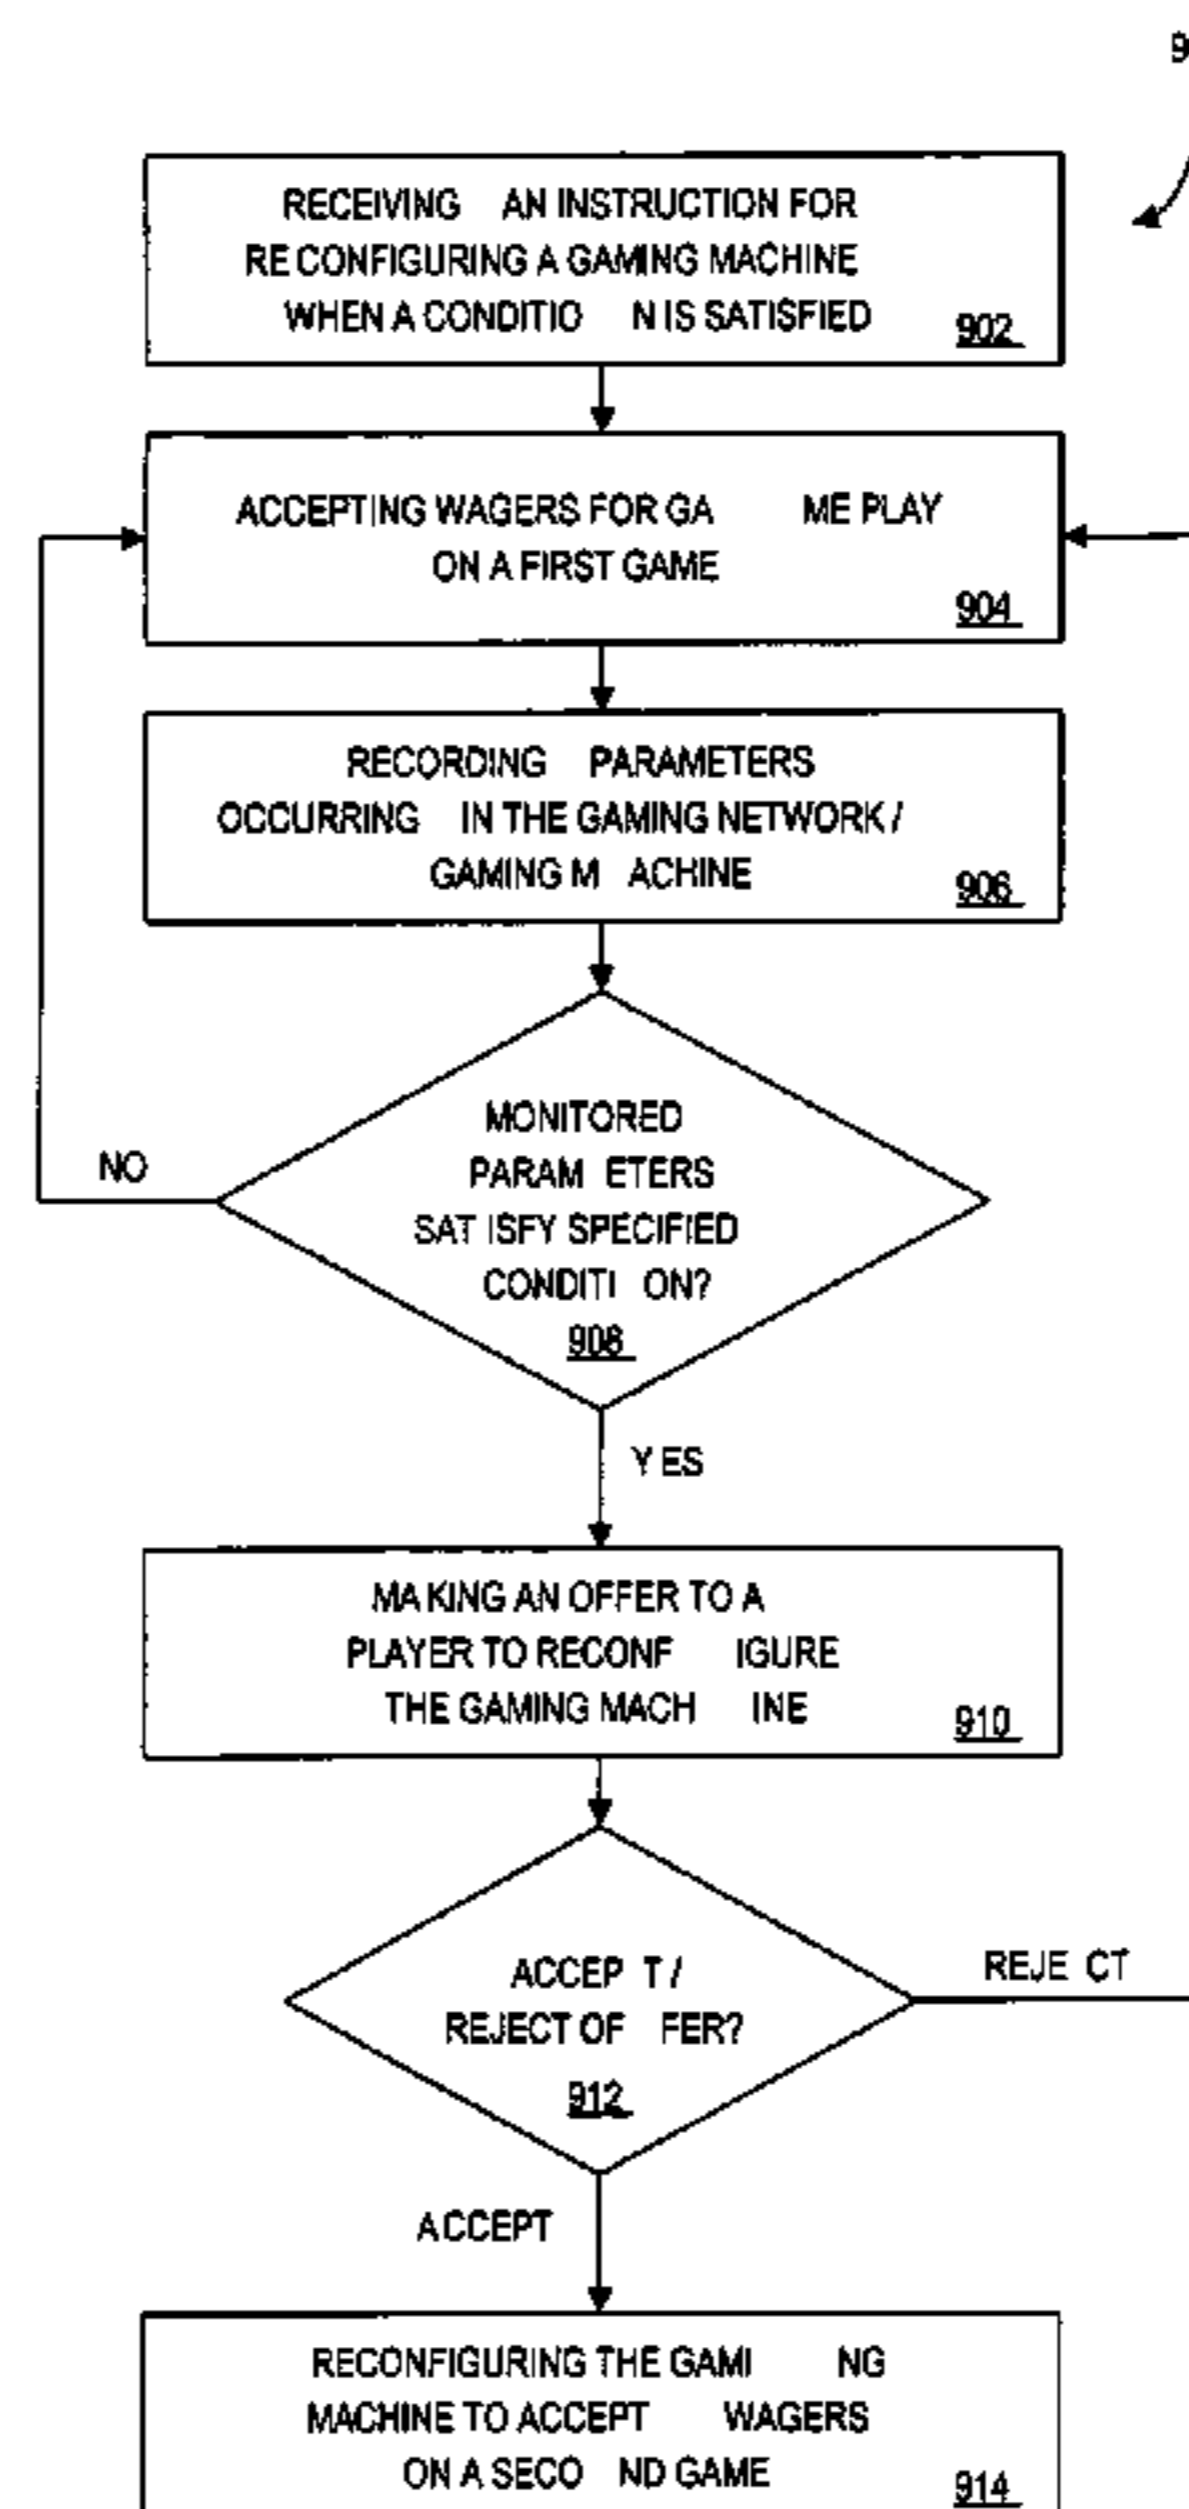 9
RECEIVING AN INSTRUCTION FOR
RE CONFIGURING A GAMING MACHINE
WHEN A CONDITIO N IS SATISFIED
902
ACCEPTING WAGERS FOR GA ME PLAY
ON A FIRST GAME
904
RECORDING PARAMETERS
OCCURRING IN THE GAMING NETWORK /
GAMING M ACHINE
906
MONITORED
PARAM ETERS
SAT ISFY SPECIFIED
CONDITI ON?
908
NO
YES
MA KING AN OFFER TO A
PLAYER TO RECONF IGURE
THE GAMING MACH INE
910
ACCEP T /
REJECT OF FER?
912
REJE CT
ACCEPT
RECONFIGURING THE GAMI NG
MACHINE TO ACCEPT WAGERS
ON A SECO ND GAME
914